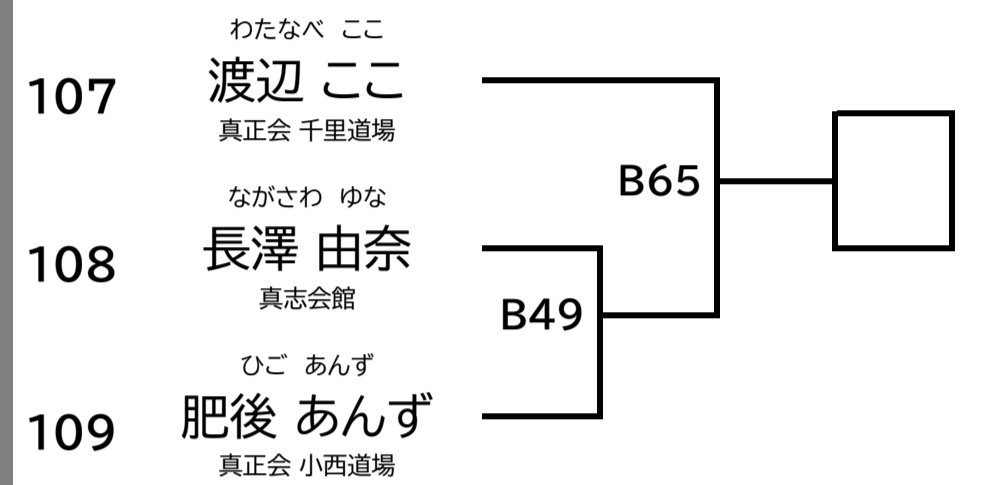 わたなべ ここ
107 渡辺 ここ
真正会 千里道場
ながさわ ゆな
B65
108 長澤 由奈
真志会館
B49
ひご あんず
109 肥後 あんず
真正会 小西道場